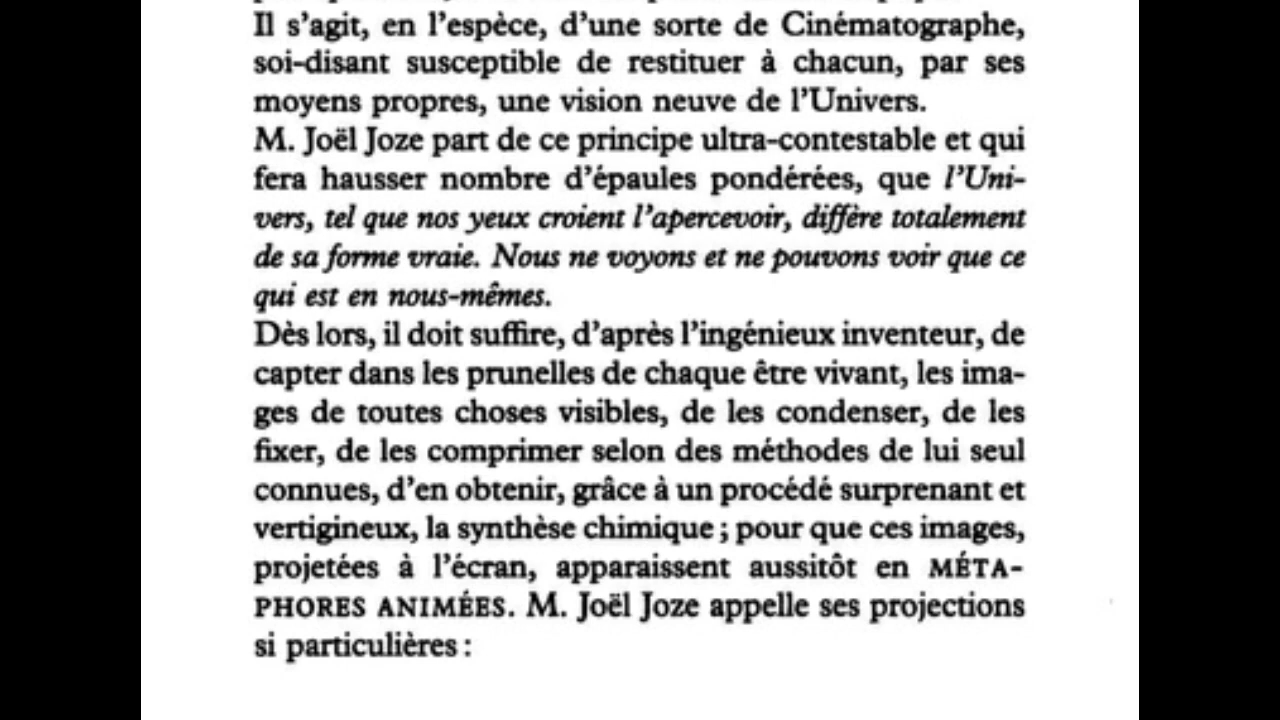 Il s’agit, en l’espèce, d’une sorte de Cinématographe,
soi-disant susceptible de restituer à chacun, par ses
moyens propres, une vision neuve de l’Univers.
M. Joël Joze part de ce principe ultra-contestable et qui
fera hausser nombre d’épaules pondérées, que l’Uni-
vers, tel que nos yeux croient l’apercevoir, diffère totalement
de sa forme vraie. Nous ne voyons et ne pouvons voir que ce
qui est en nous-mêmes.
Dès lors, il doit suffire, d’après l’ingénieux inventeur, de
capter dans les prunelles de chaque être vivant, les ima-
ges de toutes choses visibles, de les condenser, de les
fixer, de les comprimer selon des méthodes de lui seul
connues, d’en obtenir, grâce à un procédé surprenant et
vertigineux, la synthèse chimique ; pour que ces images,
projetées à l’écran, apparaissent aussitôt en MÉTA-
PHORES ANIMÉES. M. Joël Joze appelle ses projections
si particulières :